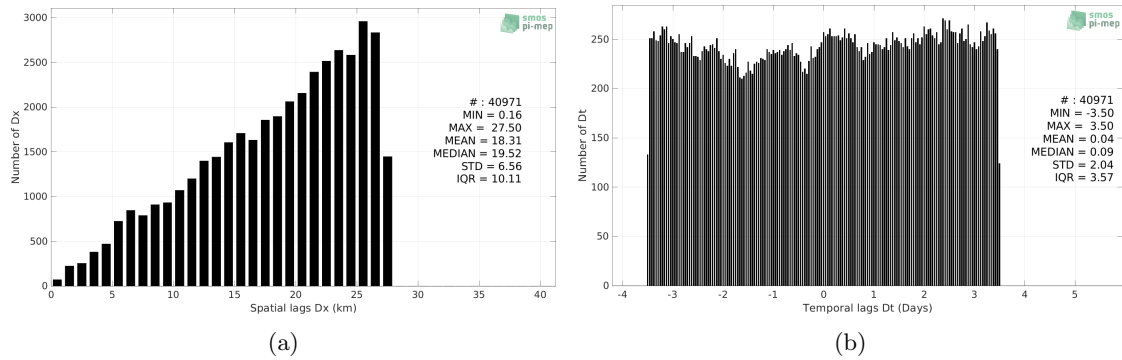 smos
pi-mep
3000
2500
2000
1500
1000
500
0
Number of Dx
# : 40971
MIN = 0.16
MAX = 27.50
MEAN = 18.31
MEDIAN = 19.52
STD = 6.56
IQR = 10.11
0 5 10 15 20 25 30 35 40
Spatial lags Dx (km)
(a)
smos
pi-mep
250
200
150
100
50
0
Number of Dt
# : 40971
MIN = -3.50
MAX = 3.50
MEAN = 0.04
MEDIAN = 0.09
STD = 2.04
IQR = 3.57
-4 -3 -2 -1 0 1 2 3 4 5
Temporal lags Dt (Days)
(b)